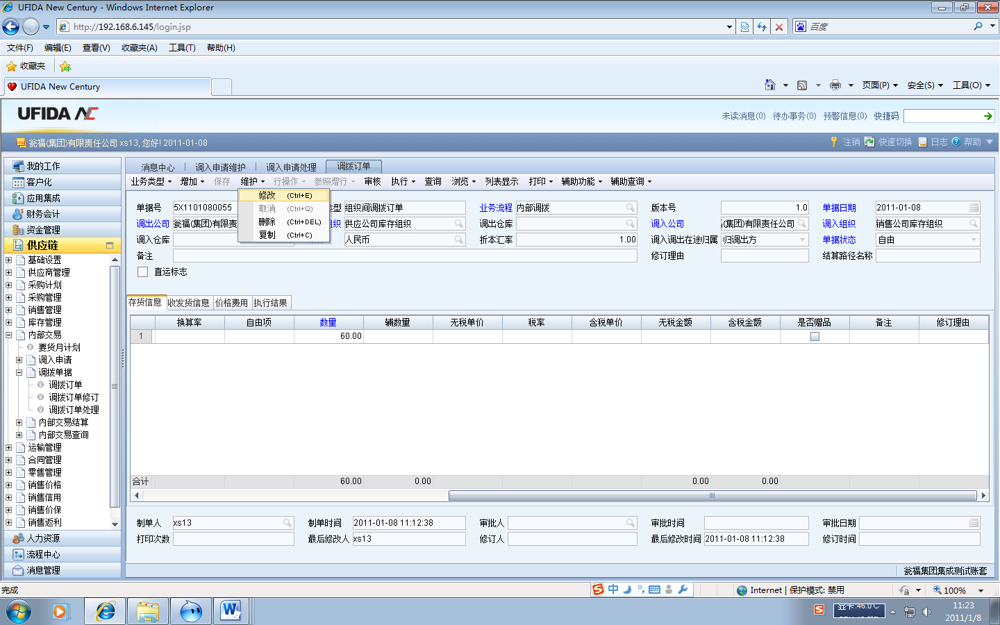 UFIDA New Century - Windows Internet Explorer
http://192.168.6.145/login.jsp
百度
文件(F) 编辑(E) 查看(V) 收藏夹(A) 工具(T) 帮助(H)
收藏夹
UFIDA New Century
页面(P) 安全(S) 工具(O)
UFIDA NC
未读消息(0) 待办事务(0) 预警信息(0) 快捷码
瓮福(集团)有限责任公司 xs13, 您好! 2011-01-08
注销 快速切换 日志 帮助
消息中心 调入申请维护 调入申请处理 调拨订单
业务类型 增加 保存 维护 行操作 参照增行 审核 执行 查询 浏览 列表显示 打印 辅助功能 辅助查询
修改 (Ctrl+E)
取消 (Ctrl+Q)
删除 (Ctrl+DEL)
复制 (Ctrl+C)
我的工作
客户化
应用集成
财务会计
资金管理
供应链
基础设置
供应商管理
采购计划
采购管理
销售管理
库存管理
内部交易
要货月计划
调入申请
调拨单据
调拨订单
调拨订单修订
调拨订单处理
内部交易结算
内部交易查询
运输管理
合同管理
零售管理
销售价格
销售信用
销售价保
销售返利
人力资源
流程中心
消息管理
单据号 5X1101080055 型 组织间调拨订单 业务流程 内部调拨 版本号 1.0 单据日期 2011-01-08
调出公司 瓮福(集团)有限责 织 供应公司库存组织 调出仓库 调入公司 (集团)有限责任公司 调入组织 销售公司库存组织
调入仓库 人民币 折本汇率 1.00 调入调出在途归属 归调出方 单据状态 自由
备注 修订理由 结算路径名称
直运标志
存货信息 收发货信息 价格费用 执行结果
换算率 自由项 数量 辅数量 无税单价 税率 含税单价 无税金额 含税金额 是否赠品 备注 修订理由
1 60.00
合计 60.00 0.00 0.00 0.00
制单人 xs13 制单时间 2011-01-08 11:12:38 审批人 审批时间 审批日期
打印次数 最后修改人 xs13 修订人 最后修改时间 2011-01-08 11:12:38 修订时间
瓮福集团集成测试账套
完成
中
Internet | 保护模式: 禁用
100%
显卡:46.0℃
11:23
2011/1/8